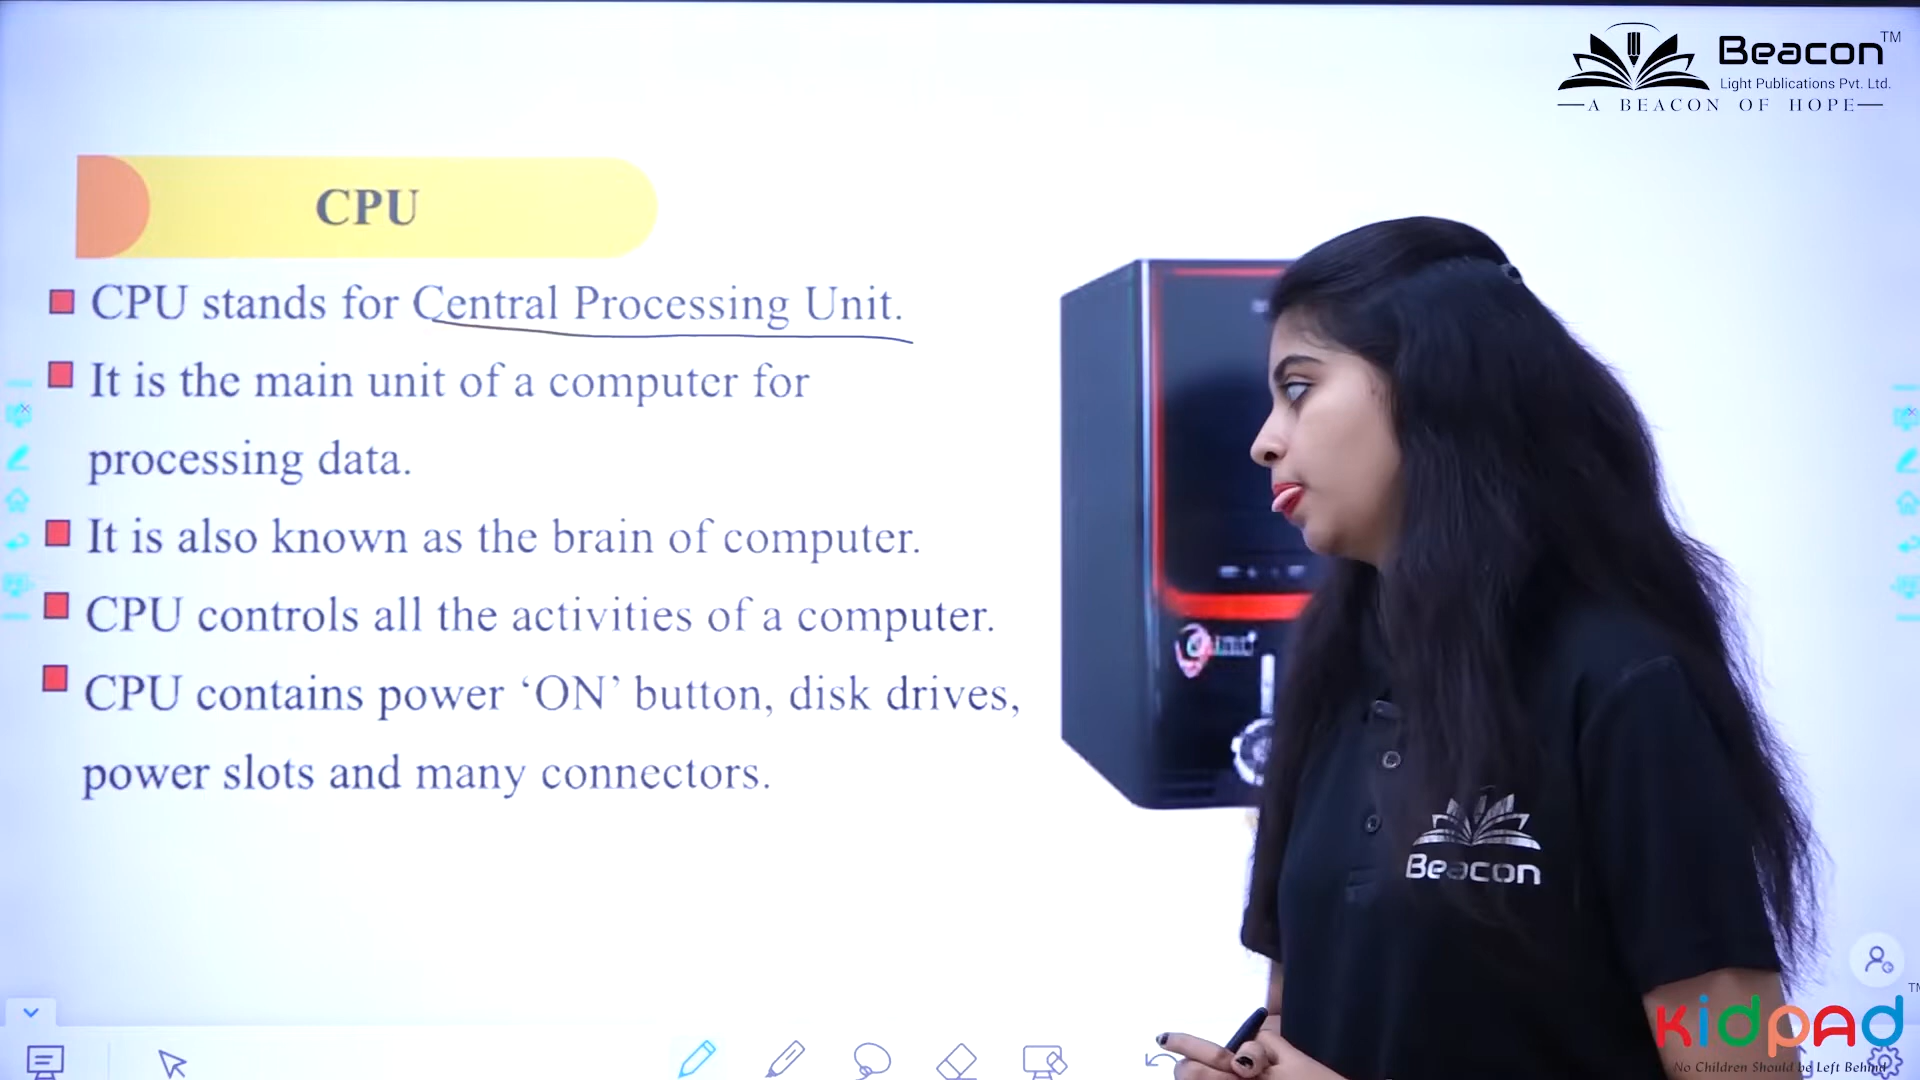 Beacon TM
Light Publications Pvt. Ltd.
A BEACON OF HOPE
CPU
CPU stands for Central Processing Unit.
It is the main unit of a computer for
processing data.
It is also known as the brain of computer.
CPU controls all the activities of a computer.
CPU contains power ‘ON’ button, disk drives,
power slots and many connectors.
Beacon
kidpad TM
No Children Should be Left Behind